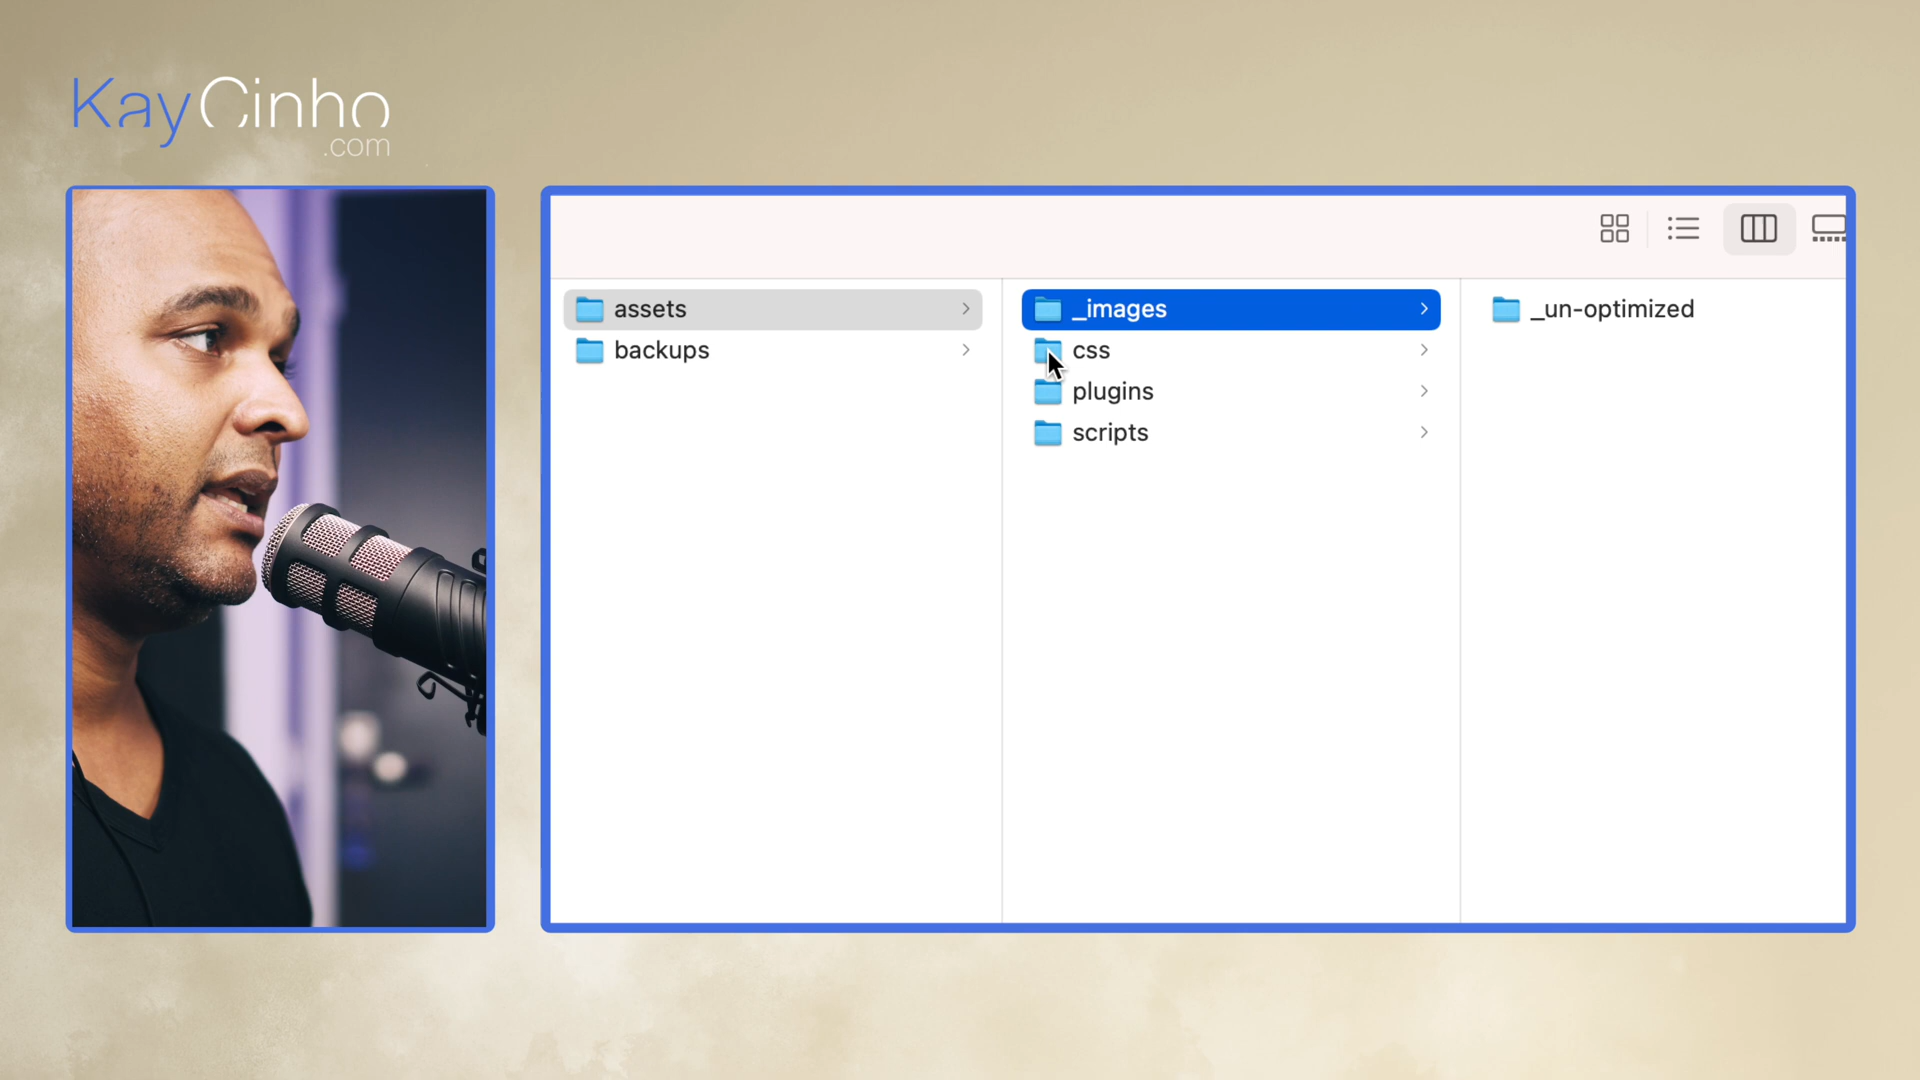 KayCinho
.com
assets
backups
_images
css
plugins
scripts
_un-optimized